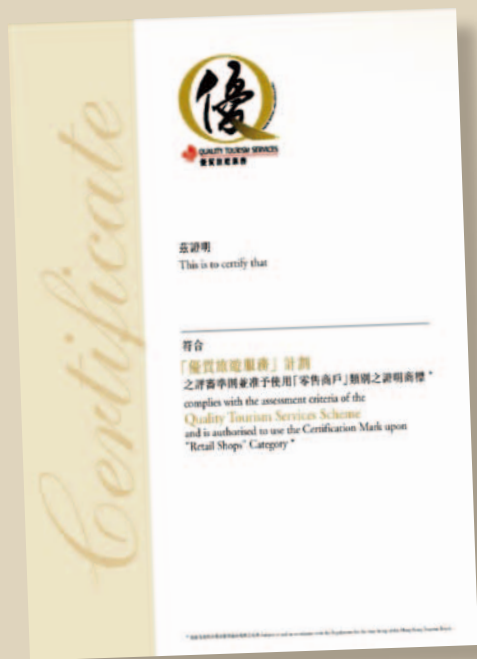 Certificate
優
QUALITY TOURISM SERVICES
優質旅遊服務
茲證明
This is to certify that
符合
「優質旅遊服務」計劃
之評審準則並准予使用「零售商戶」類別之證明商標 *
complies with the assessment criteria of the
Quality Tourism Services Scheme
and is authorised to use the Certification Mark upon
"Retail Shops" Category *